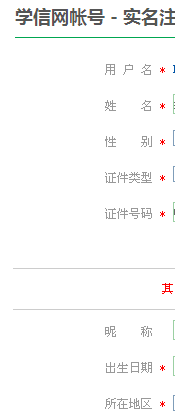 学信网帐号 - 实名注
用 户 名 *
姓 名 *
性 别 *
证件类型 *
证件号码 *
其
昵 称
出生日期 *
所在地区 *